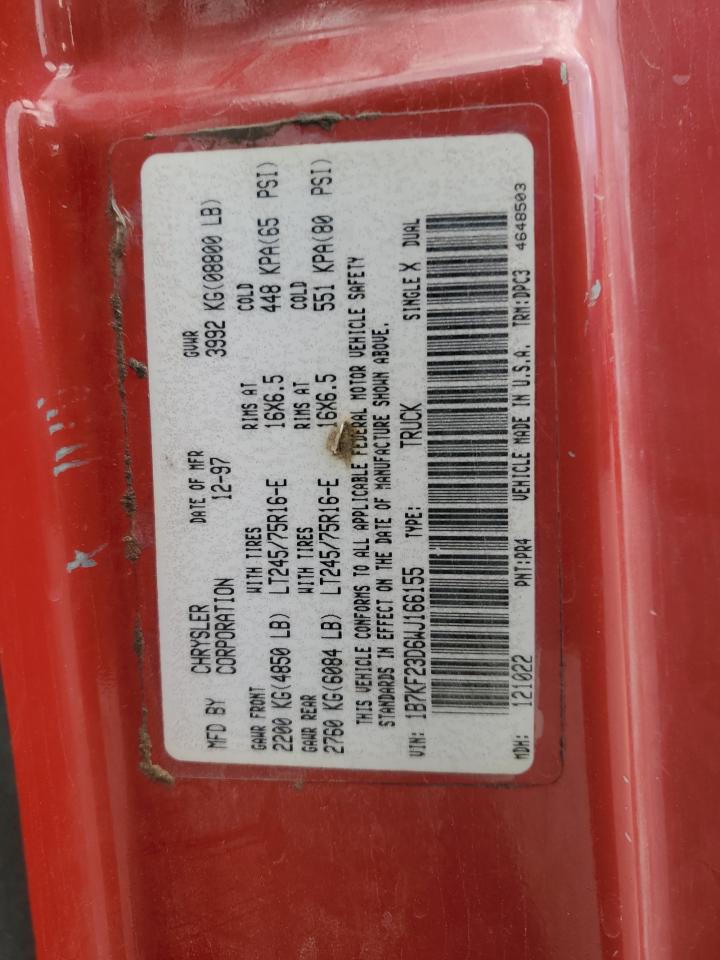 MFD BY CHRYSLER CORPORATION DATE OF MFR 12-97 GVWR 3992 KG(08800 LB)
GAWR FRONT WITH TIRES RIMS AT COLD
2200 KG(4850 LB) LT245/75R16-E 16X6.5 448 KPA(65 PSI)
GAWR REAR WITH TIRES RIMS AT COLD
2760 KG(6084 LB) LT245/75R16-E 16X6.5 551 KPA(80 PSI)
THIS VEHICLE CONFORMS TO ALL APPLICABLE FEDERAL MOTOR VEHICLE SAFETY
STANDARDS IN EFFECT ON THE DATE OF MANUFACTURE SHOWN ABOVE.
VIN: 1B7KF23D6WJ166155 TYPE: TRUCK SINGLE X DUAL
MDH: 121022 PNT:PR4 VEHICLE MADE IN U.S.A. TRM:DPC3 4648503